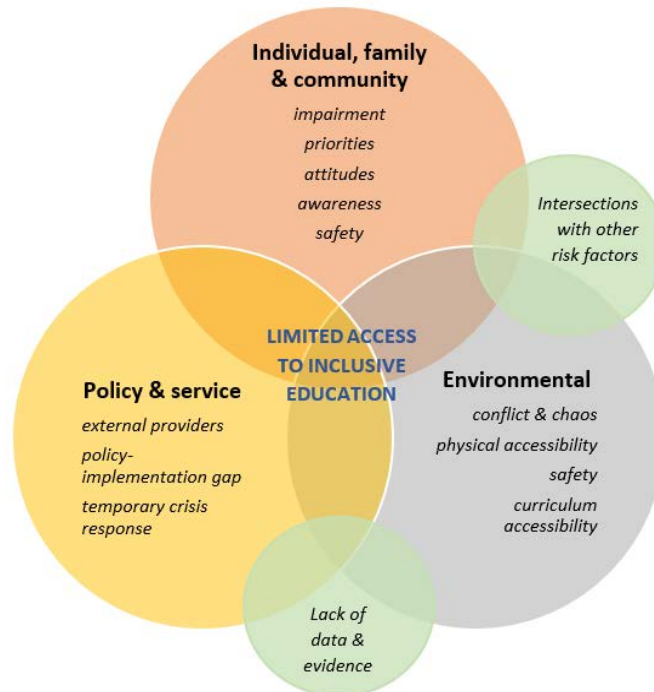 Individual, family
& community
impairment
priorities
attitudes
awareness
safety
Intersections
with other
risk factors
LIMITED ACCESS
TO INCLUSIVE
EDUCATION
Policy & service
external providers
policy-
implementation gap
temporary crisis
response
Environmental
conflict & chaos
physical accessibility
safety
curriculum
accessibility
Lack of
data &
evidence